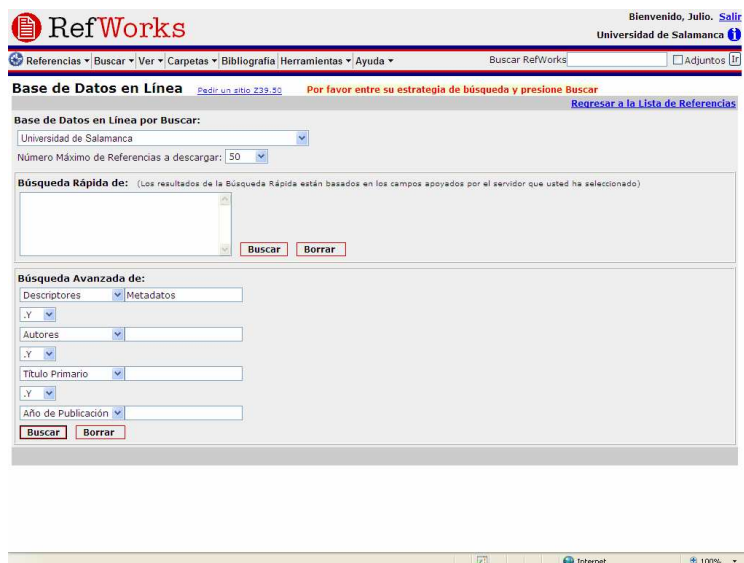 Bienvenido, Julio. Salir
RefWorks
Universidad de Salamanca
Referencias Buscar Ver Carpetas Bibliografía Herramientas Ayuda Buscar RefWorks Adjuntos Ir
Base de Datos en Línea Pedir un sitio Z39.50 Por favor entre su estrategia de búsqueda y presione Buscar
Regresar a la Lista de Referencias
Base de Datos en Línea por Buscar:
Universidad de Salamanca
Número Máximo de Referencias a descargar: 50
Búsqueda Rápida de: (Los resultados de la Búsqueda Rápida están basados en los campos apoyados por el servidor que usted ha seleccionado)
Buscar Borrar
Búsqueda Avanzada de:
Descriptores Metadatos
.Y
Autores
.Y
Título Primario
.Y
Año de Publicación
Buscar Borrar
Internet 100%